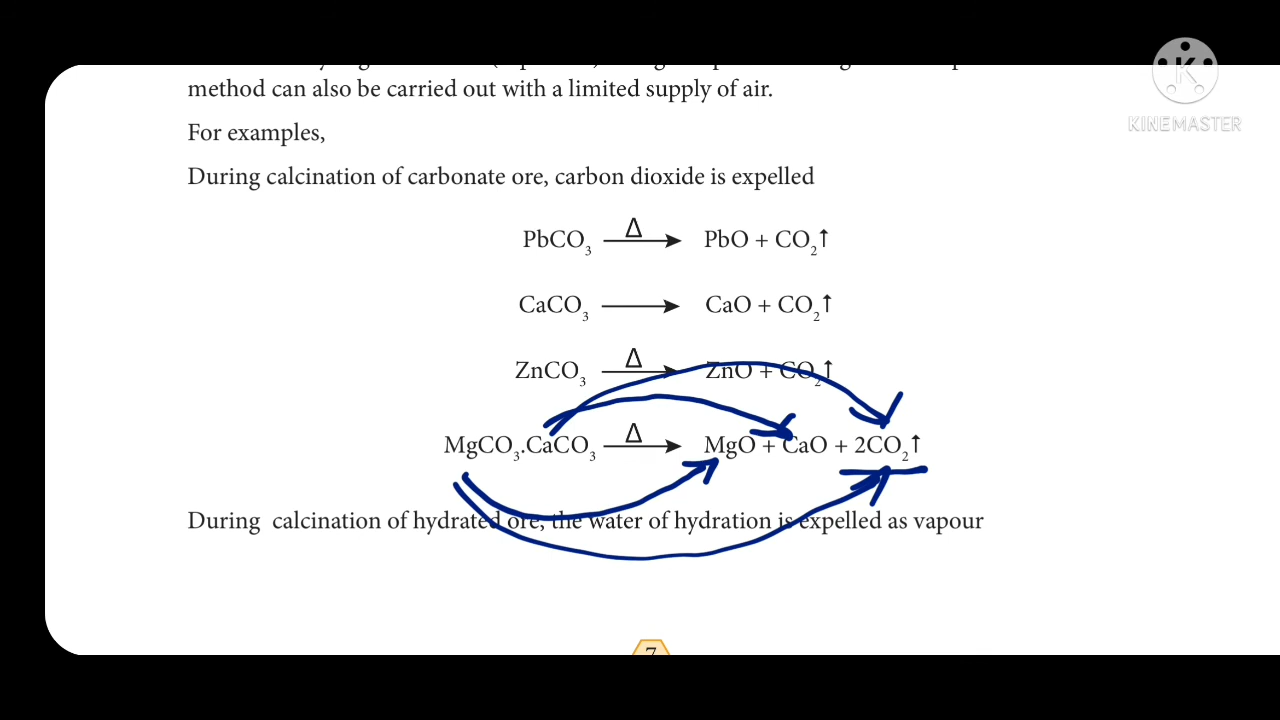 method can also be carried out with a limited supply of air.
KINEMASTER
For examples,
During calcination of carbonate ore, carbon dioxide is expelled
PbCO₃ —Δ→ PbO + CO₂↑
CaCO₃ ⟶ CaO + CO₂↑
ZnCO₃ —Δ→ ZnO + CO₂↑
MgCO₃.CaCO₃ —Δ→ MgO + CaO + 2CO₂↑
During calcination of hydrated ore, the water of hydration is expelled as vapour
7